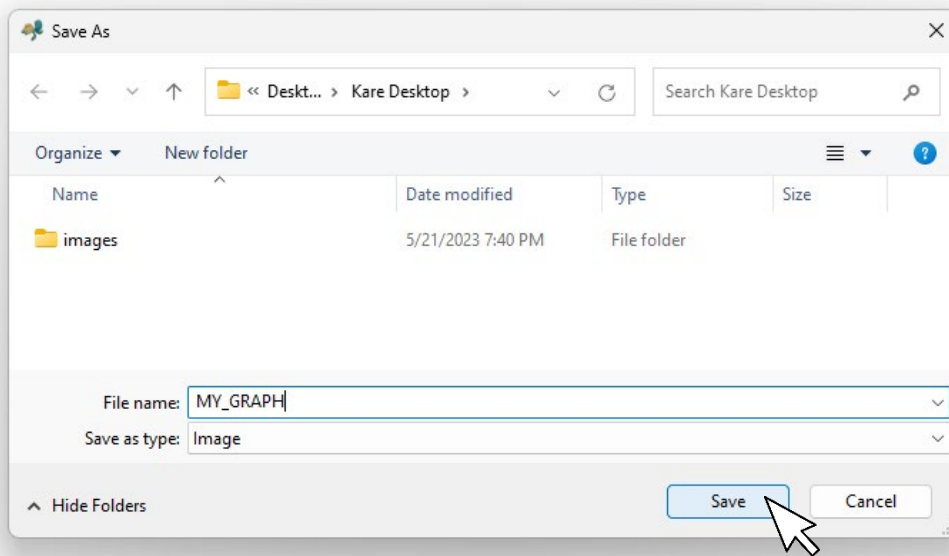 Save As
« Deskt... › Kare Desktop ›
Search Kare Desktop
Organize
New folder
?
Name
Date modified
Type
Size
images
5/21/2023 7:40 PM
File folder
File name:
MY_GRAPH
Save as type:
Image
Hide Folders
Save
Cancel